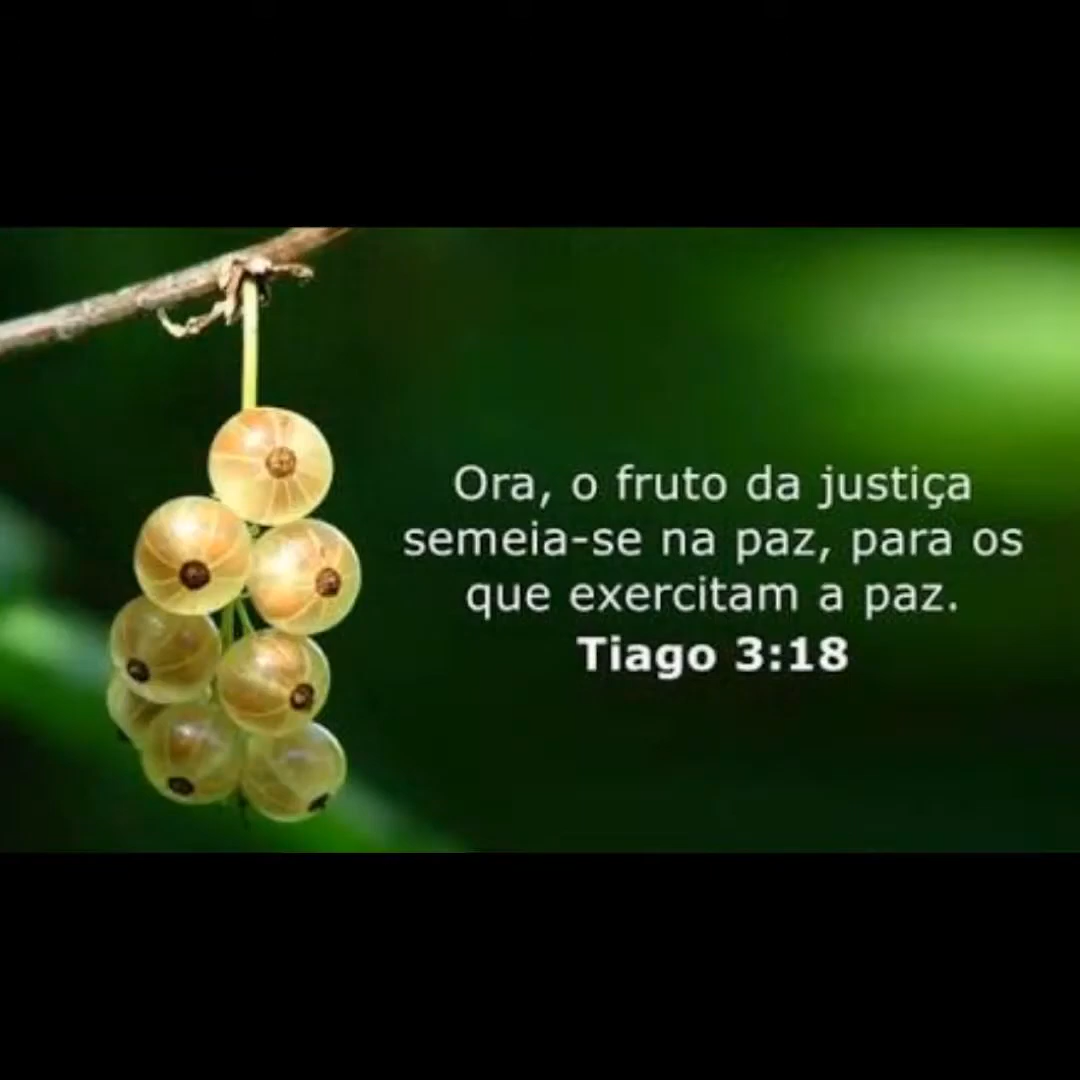 Ora, o fruto da justiça
semeia-se na paz, para os
que exercitam a paz.
Tiago 3:18